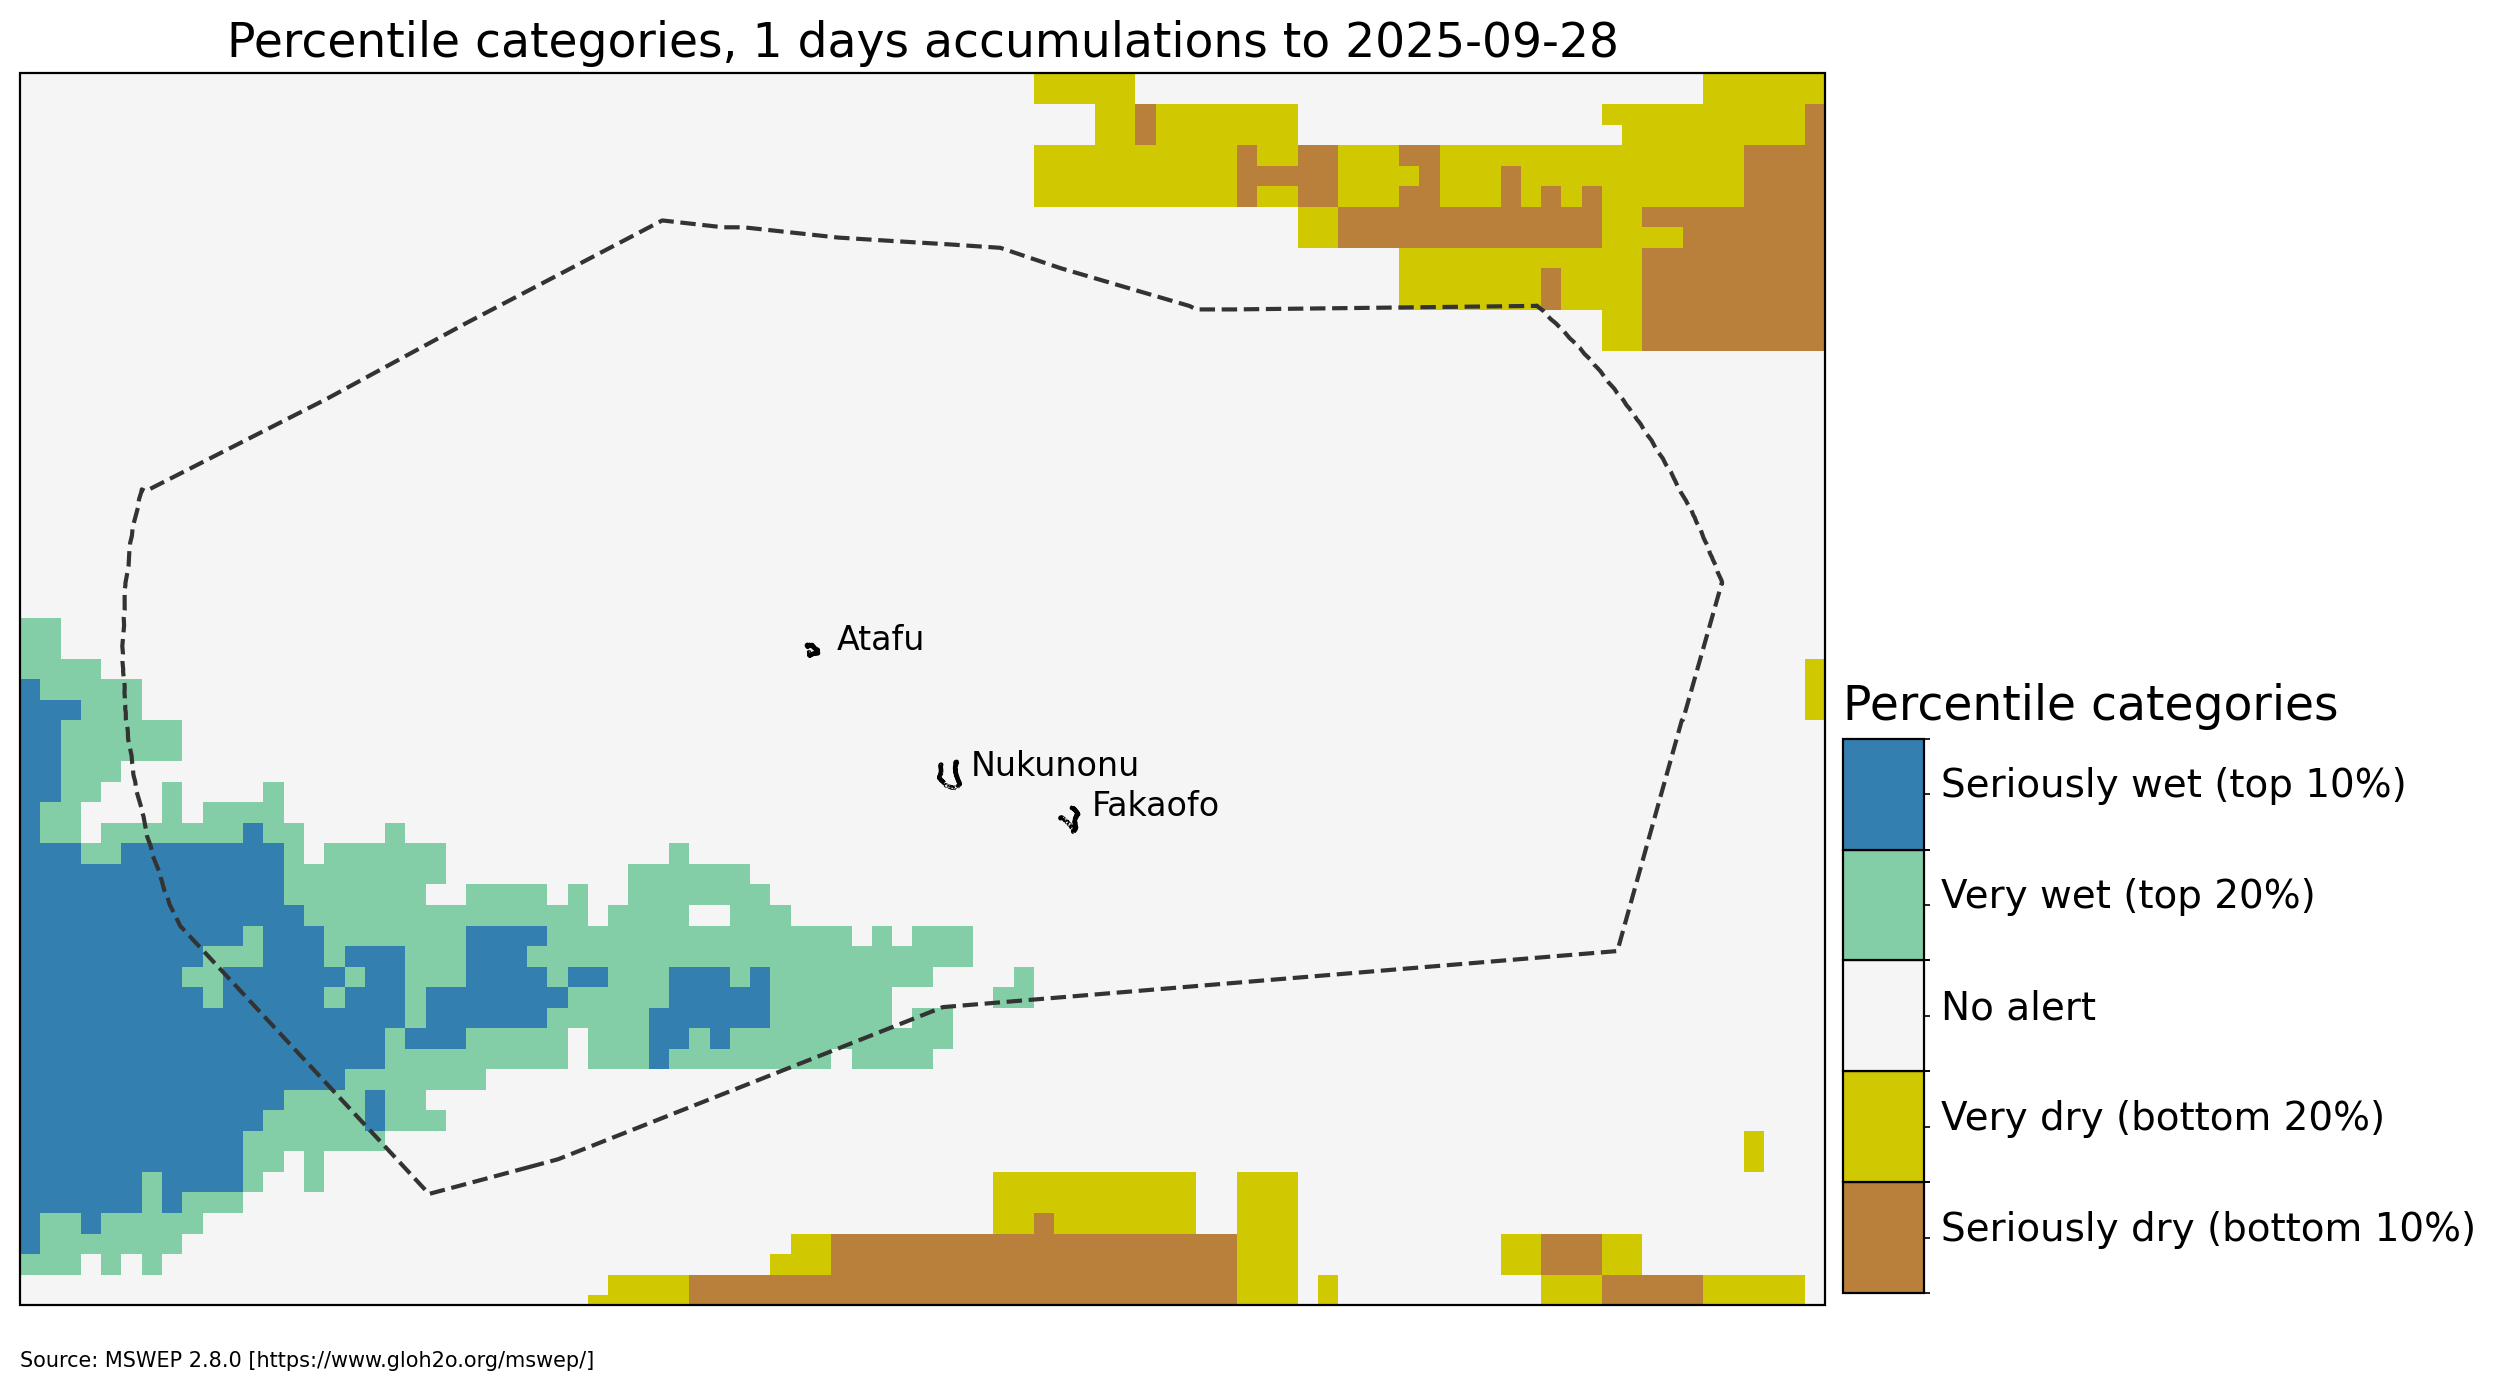 Percentile categories, 1 days accumulations to 2025-09-28
Atafu
Nukunonu
Fakaofo
Percentile categories
Seriously wet (top 10%)
Very wet (top 20%)
No alert
Very dry (bottom 20%)
Seriously dry (bottom 10%)
Source: MSWEP 2.8.0 [https://www.gloh2o.org/mswep/]